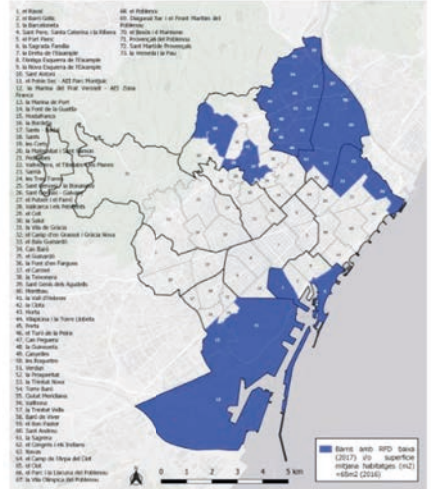 1. el Raval
2. el Barri Gòtic
3. la Barceloneta
4. Sant Pere, Santa Caterina i la Ribera
5. el Fort Pienc
6. la Sagrada Família
7. la Dreta de l'Eixample
8. l'Antiga Esquerra de l'Eixample
9. la Nova Esquerra de l'Eixample
10. Sant Antoni
11. el Poble Sec - AEI Parc Montjuïc
12. la Marina del Prat Vermell - AEI Zona
Franca
13. la Marina de Port
14. la Font de la Guatlla
15. Hostafrancs
16. la Bordeta
17. Sants - Badal
18. Sants
19. les Corts
20. la Maternitat i Sant Ramon
21. Pedralbes
22. Vallvidrera, el Tibidabo i les Planes
23. Sarrià
24. les Tres Torres
25. Sant Gervasi - la Bonanova
26. Sant Gervasi - Galvany
27. el Putxet i el Farró
28. Vallcarca i els Penitents
29. el Coll
30. la Salut
31. la Vila de Gràcia
32. el Camp d'en Grassot i Gràcia Nova
33. el Baix Guinardó
34. Can Baró
35. el Guinardó
36. la Font d'en Fargues
37. el Carmel
38. la Teixonera
39. Sant Genís dels Agudells
40. Montbau
41. la Vall d'Hebron
42. la Clota
43. Horta
44. Vilapicina i la Torre Llobeta
45. Porta
46. el Turó de la Peira
47. Can Peguera
48. la Guineueta
49. Canyelles
50. les Roquetes
51. Verdun
52. la Prosperitat
53. la Trinitat Nova
54. Torre Baró
55. Ciutat Meridiana
56. Vallbona
57. la Trinitat Vella
58. Baró de Viver
59. el Bon Pastor
60. Sant Andreu
61. la Sagrera
62. el Congrés i els Indians
63. Navas
64. el Camp de l'Arpa del Clot
65. el Clot
66. el Parc i la Llacuna del Poblenou
67. la Vila Olímpica del Poblenou
68. el Poblenou
69. Diagonal Mar i el Front Marítim del
Poblenou
70. el Besòs i el Maresme
71. Provençals del Poblenou
72. Sant Martí de Provençals
73. la Verneda i la Pau
Barris amb RFD baixa
(2017) i/o superfície
mitjana habitatges (m2)
<65m2 (2016)
0 1 2 3 4 5 km